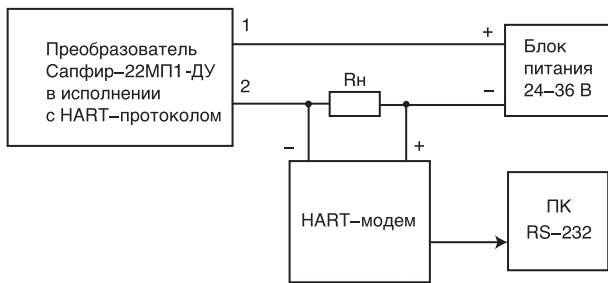 Преобразователь
Сапфир–22МП1-ДУ
в исполнении
с HART–протоколом
1
2
Rн
+
–
Блок
питания
24–36 В
–
+
HART–модем
ПК
RS–232